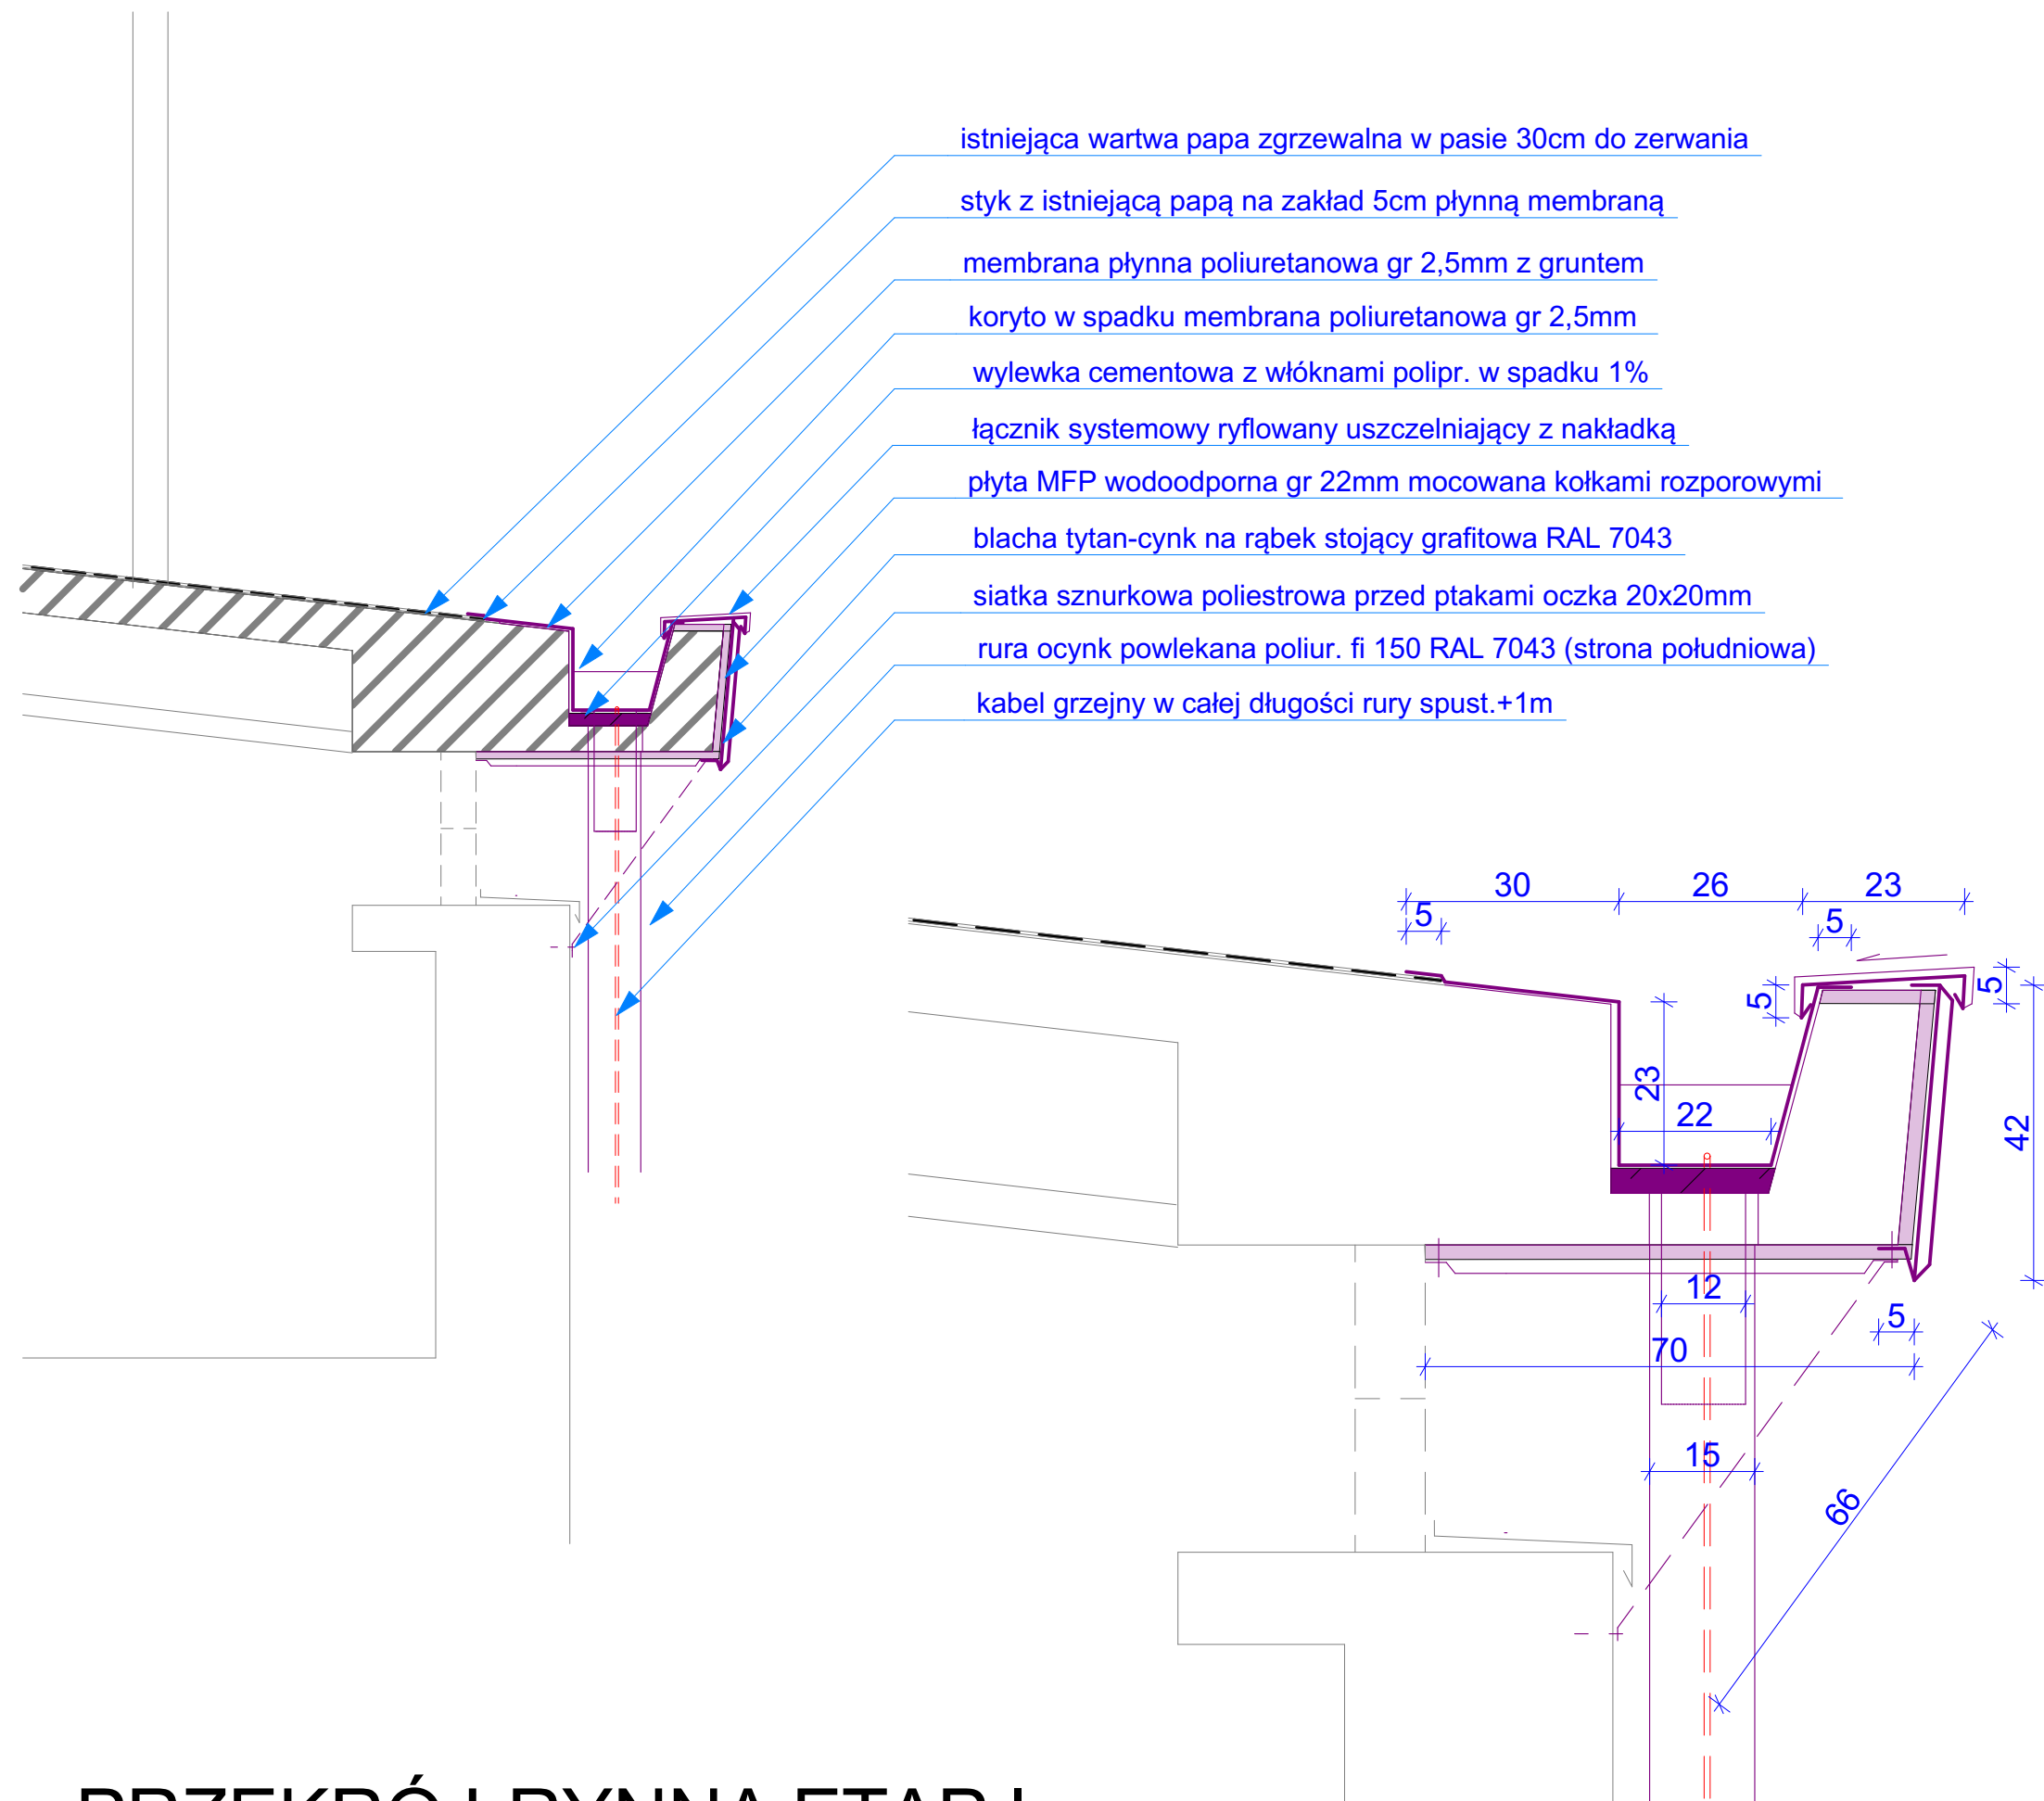 istniejąca wartwa papa zgrzewalna w pasie 30cm do zerwania
styk z istniejącą papą na zakład 5cm płynną membraną
membrana płynna poliuretanowa gr 2,5mm z gruntem
koryto w spadku membrana poliuretanowa gr 2,5mm
wylewka cementowa z włóknami polipr. w spadku 1%
łącznik systemowy ryflowany uszczelniający z nakładką
płyta MFP wodoodporna gr 22mm mocowana kołkami rozporowymi
blacha tytan-cynk na rąbek stojący grafitowa RAL 7043
siatka sznurkowa poliestrowa przed ptakami oczka 20x20mm
rura ocynk powlekana poliur. fi 150 RAL 7043 (strona południowa)
kabel grzejny w całej długości rury spust.+1m
30
26
23
5
5
5
5
23
22
42
12
5
70
15
66
PRZEKRÓJ RYNNA ETAP I